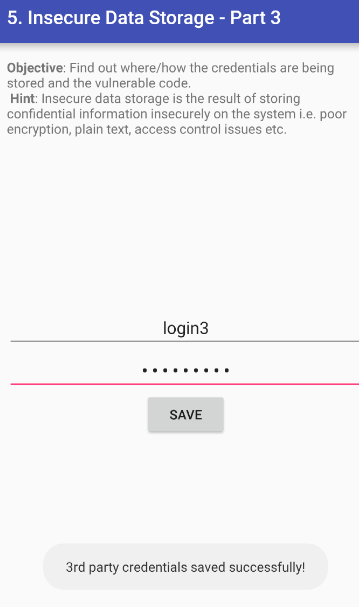 5. Insecure Data Storage - Part 3
Objective: Find out where/how the credentials are being
stored and the vulnerable code.
Hint: Insecure data storage is the result of storing
confidential information insecurely on the system i.e. poor
encryption, plain text, access control issues etc.
login3
•••••••••
SAVE
3rd party credentials saved successfully!